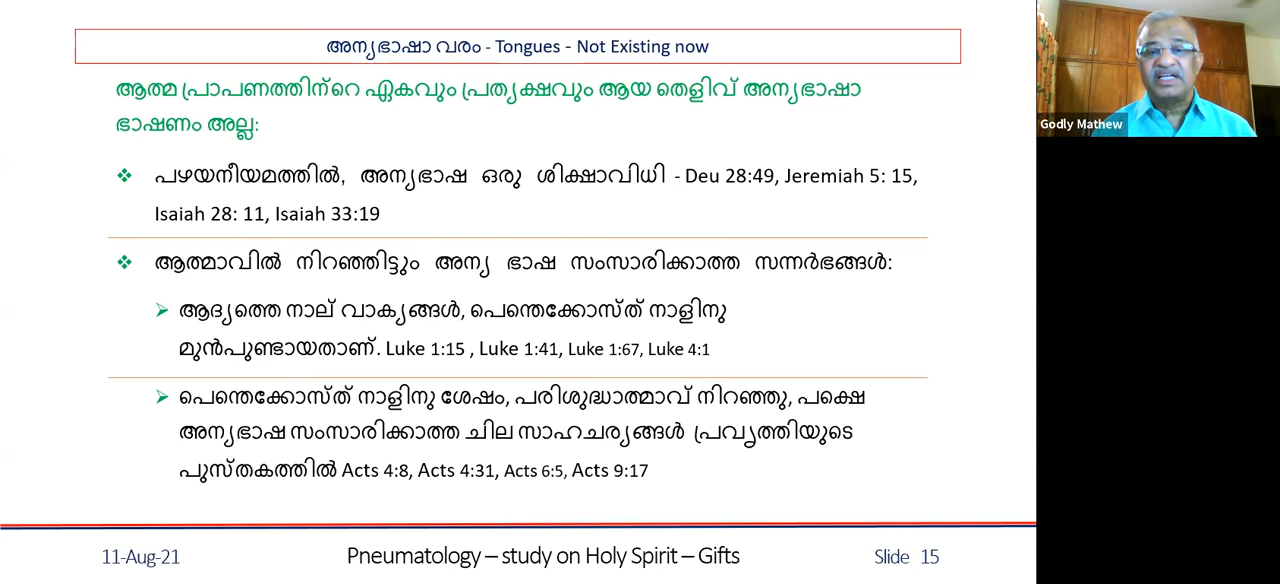 അന്യഭാഷാ വരം - Tongues - Not Existing now
ആത്മ പ്രാപണത്തിന്റെ ഏകവും പ്രത്യക്ഷവും ആയ തെളിവ് അന്യഭാഷാ
ഭാഷണം അല്ല:
❖ പഴയനീയമത്തിൽ, അന്യഭാഷ ഒരു ശിക്ഷാവിധി - Deu 28:49, Jeremiah 5: 15,
Isaiah 28: 11, Isaiah 33:19
❖ ആത്മാവിൽ നിറഞ്ഞിട്ടും അന്യ ഭാഷ സംസാരിക്കാത്ത സന്നർഭങ്ങൾ:
➢ ആദ്യത്തെ നാല് വാക്യങ്ങൾ, പെന്തെക്കോസ്ത് നാളിനു
മുൻപുണ്ടായതാണ്. Luke 1:15 , Luke 1:41, Luke 1:67, Luke 4:1
➢ പെന്തെക്കോസ്ത് നാളിനു ശേഷം, പരിശുദ്ധാത്മാവ് നിറഞ്ഞു, പക്ഷെ
അന്യഭാഷ സംസാരിക്കാത്ത ചില സാഹചര്യങ്ങൾ പ്രവൃത്തിയുടെ
പുസ്തകത്തിൽ Acts 4:8, Acts 4:31, Acts 6:5, Acts 9:17
11-Aug-21
Pneumatology – study on Holy Spirit – Gifts
Slide 15
Godly Mathew